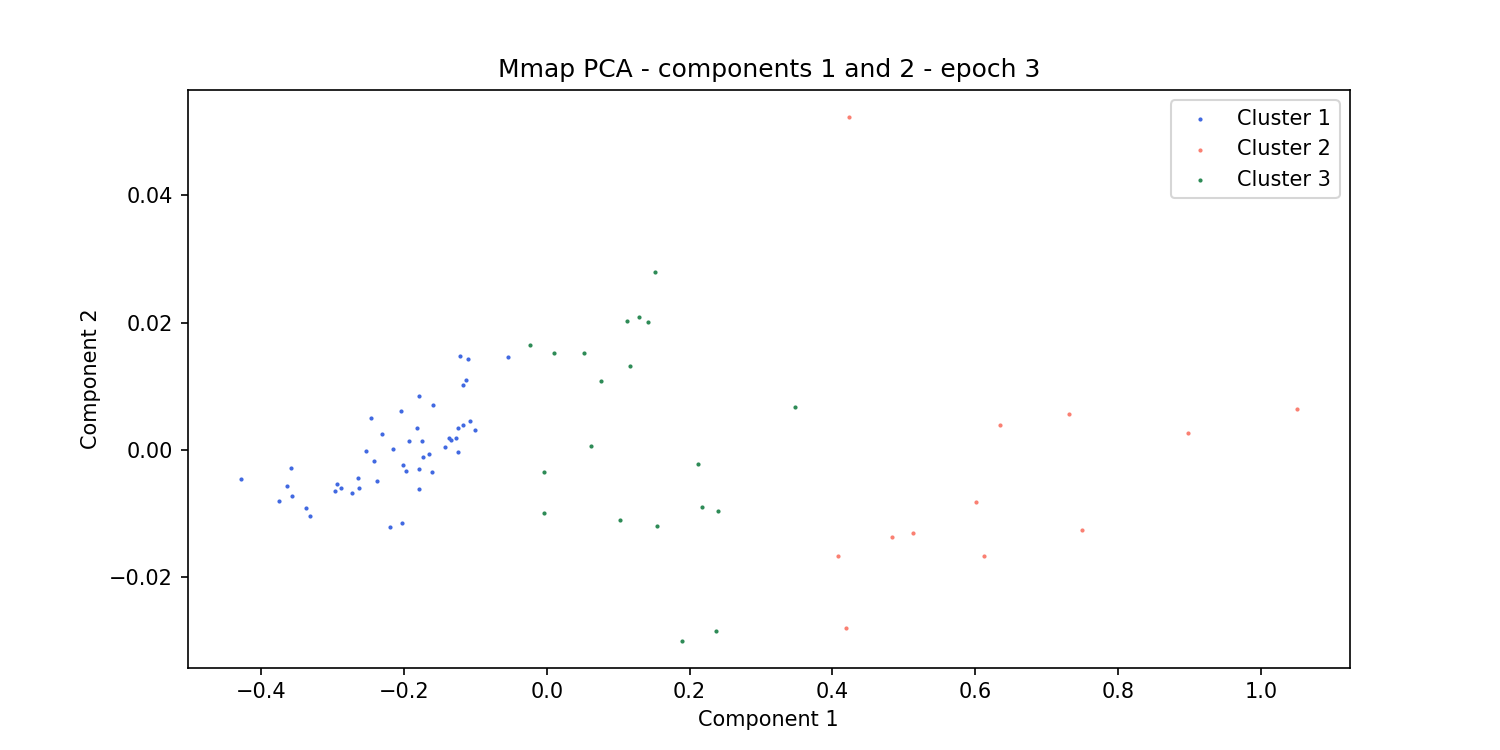 Mmap PCA - components 1 and 2 - epoch 3
Cluster 1
Cluster 2
Cluster 3
Component 2
0.04
0.02
0.00
−0.02
−0.4 −0.2 0.0 0.2 0.4 0.6 0.8 1.0
Component 1